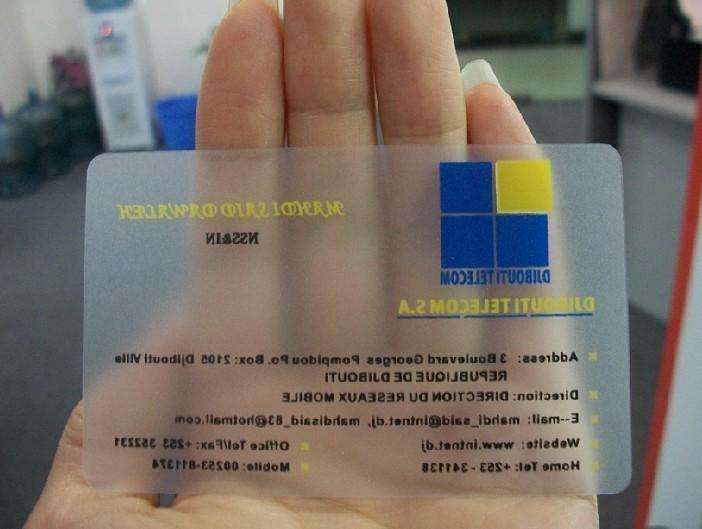 DJIBOUTI TELECOM
DJIBOUTI TELECOM S.A
MAHDI SAID DAWALEH
NSS&IN
Address: 3 Boulevard Georges Pompidou Po. Box: 2105 Djibouti Ville
REPUBLIQUE DE DJIBOUTI
Direction: DIRECTION DU RESEAUX MOBILE
E--mail: mahdi_said@intnet.dj, mahdisaid_83@hotmail.com
Website: www.intnet.dj
Office Tel/Fax: +253 352231
Home Tel: +253 - 341138
Mobile: 00253-811374